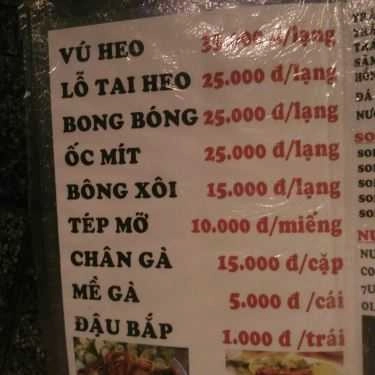 VÚ HEO đ/lạng
LỖ TAI HEO 25.000 đ/lạng
BONG BÓNG 25.000 đ/lạng
ỐC MÍT 25.000 đ/lạng
BÔNG XÔI 15.000 đ/lạng
TÉP MỠ 10.000 đ/miếng
CHÂN GÀ 15.000 đ/cặp
MỀ GÀ 5.000 đ/cái
ĐẬU BẮP 1.000 đ/trái